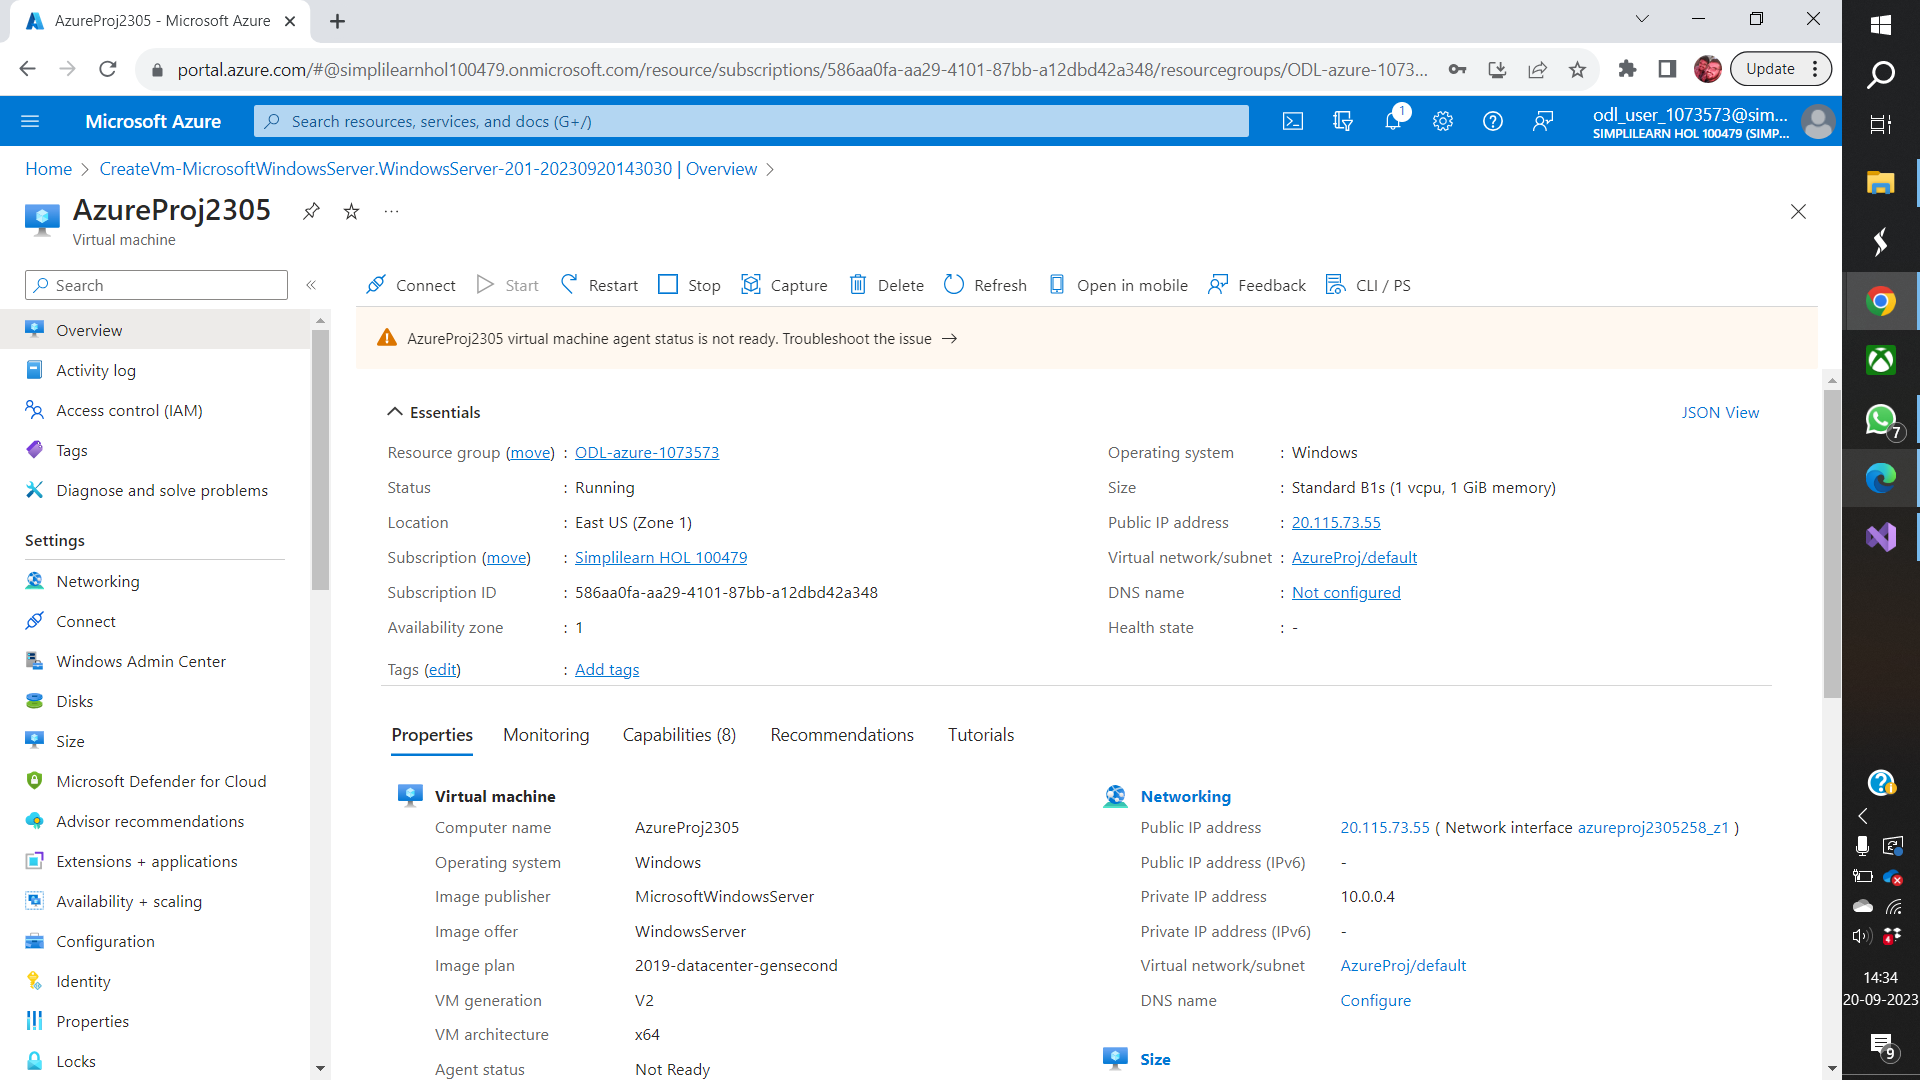 AzureProj2305 - Microsoft Azure
portal.azure.com/#@simplilearnhol100479.onmicrosoft.com/resource/subscriptions/586aa0fa-aa29-4101-87bb-a12dbd42a348/resourcegroups/ODL-azure-1073...
Update
Microsoft Azure
Search resources, services, and docs (G+/)
1
odl_user_1073573@sim...
SIMPLILEARN HOL 100479 (SIMP...
Home > CreateVm-MicrosoftWindowsServer.WindowsServer-201-20230920143030 | Overview >
AzureProj2305
Virtual machine
Search
Connect Start Restart Stop Capture Delete Refresh Open in mobile Feedback CLI / PS
AzureProj2305 virtual machine agent status is not ready. Troubleshoot the issue →
Overview
Activity log
Access control (IAM)
Tags
Diagnose and solve problems
Settings
Networking
Connect
Windows Admin Center
Disks
Size
Microsoft Defender for Cloud
Advisor recommendations
Extensions + applications
Availability + scaling
Configuration
Identity
Properties
Locks
Essentials
JSON View
Resource group (move) : ODL-azure-1073573
Status : Running
Location : East US (Zone 1)
Subscription (move) : Simplilearn HOL 100479
Subscription ID : 586aa0fa-aa29-4101-87bb-a12dbd42a348
Availability zone : 1
Tags (edit) : Add tags
Operating system : Windows
Size : Standard B1s (1 vcpu, 1 GiB memory)
Public IP address : 20.115.73.55
Virtual network/subnet : AzureProj/default
DNS name : Not configured
Health state : -
Properties Monitoring Capabilities (8) Recommendations Tutorials
Virtual machine
Computer name AzureProj2305
Operating system Windows
Image publisher MicrosoftWindowsServer
Image offer WindowsServer
Image plan 2019-datacenter-gensecond
VM generation V2
VM architecture x64
Agent status Not Ready
Networking
Public IP address 20.115.73.55 ( Network interface azureproj2305258_z1 )
Public IP address (IPv6) -
Private IP address 10.0.0.4
Private IP address (IPv6) -
Virtual network/subnet AzureProj/default
DNS name Configure
Size
7
4
14:34
20-09-2023
9